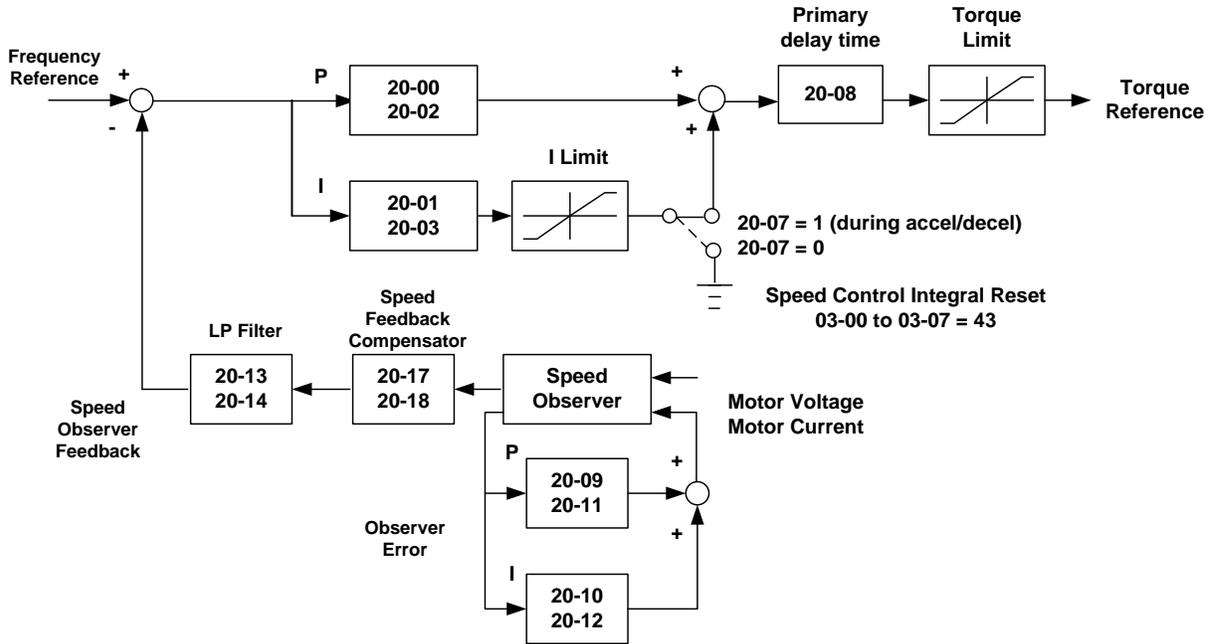 Frequency
Reference
+
-
P
20-00
20-02
I
20-01
20-03
I Limit
+
+
Primary
delay time
20-08
Torque
Limit
Torque
Reference
20-07 = 1 (during accel/decel)
20-07 = 0
Speed Control Integral Reset
03-00 to 03-07 = 43
LP Filter
20-13
20-14
Speed
Feedback
Compensator
20-17
20-18
Speed
Observer
Motor Voltage
Motor Current
Speed
Observer
Feedback
P
20-09
20-11
+
+
Observer
Error
I
20-10
20-12